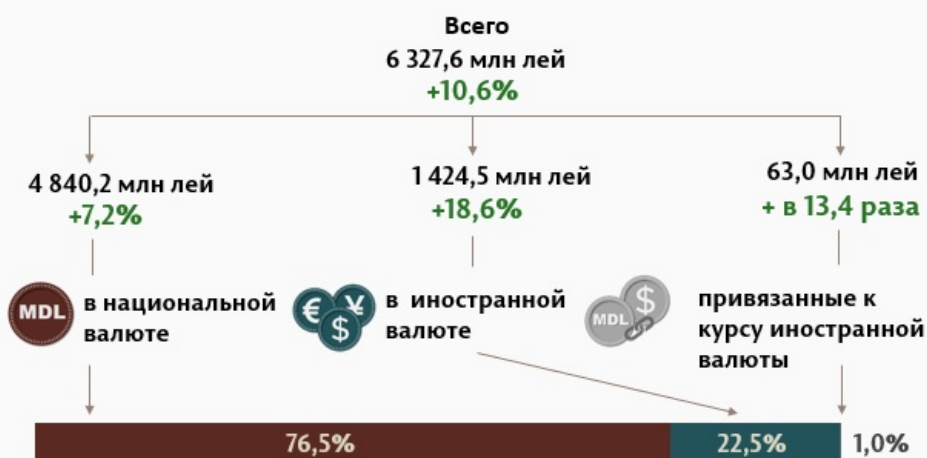 Всего
6 327,6 млн лей
+10,6%
4 840,2 млн лей
+7,2%
1 424,5 млн лей
+18,6%
63,0 млн лей
+ в 13,4 раза
MDL
в национальной
валюте
€ ¥
$
в иностранной
валюте
MDL $
привязанные к
курсу иностранной
валюты
76,5%
22,5%
1,0%